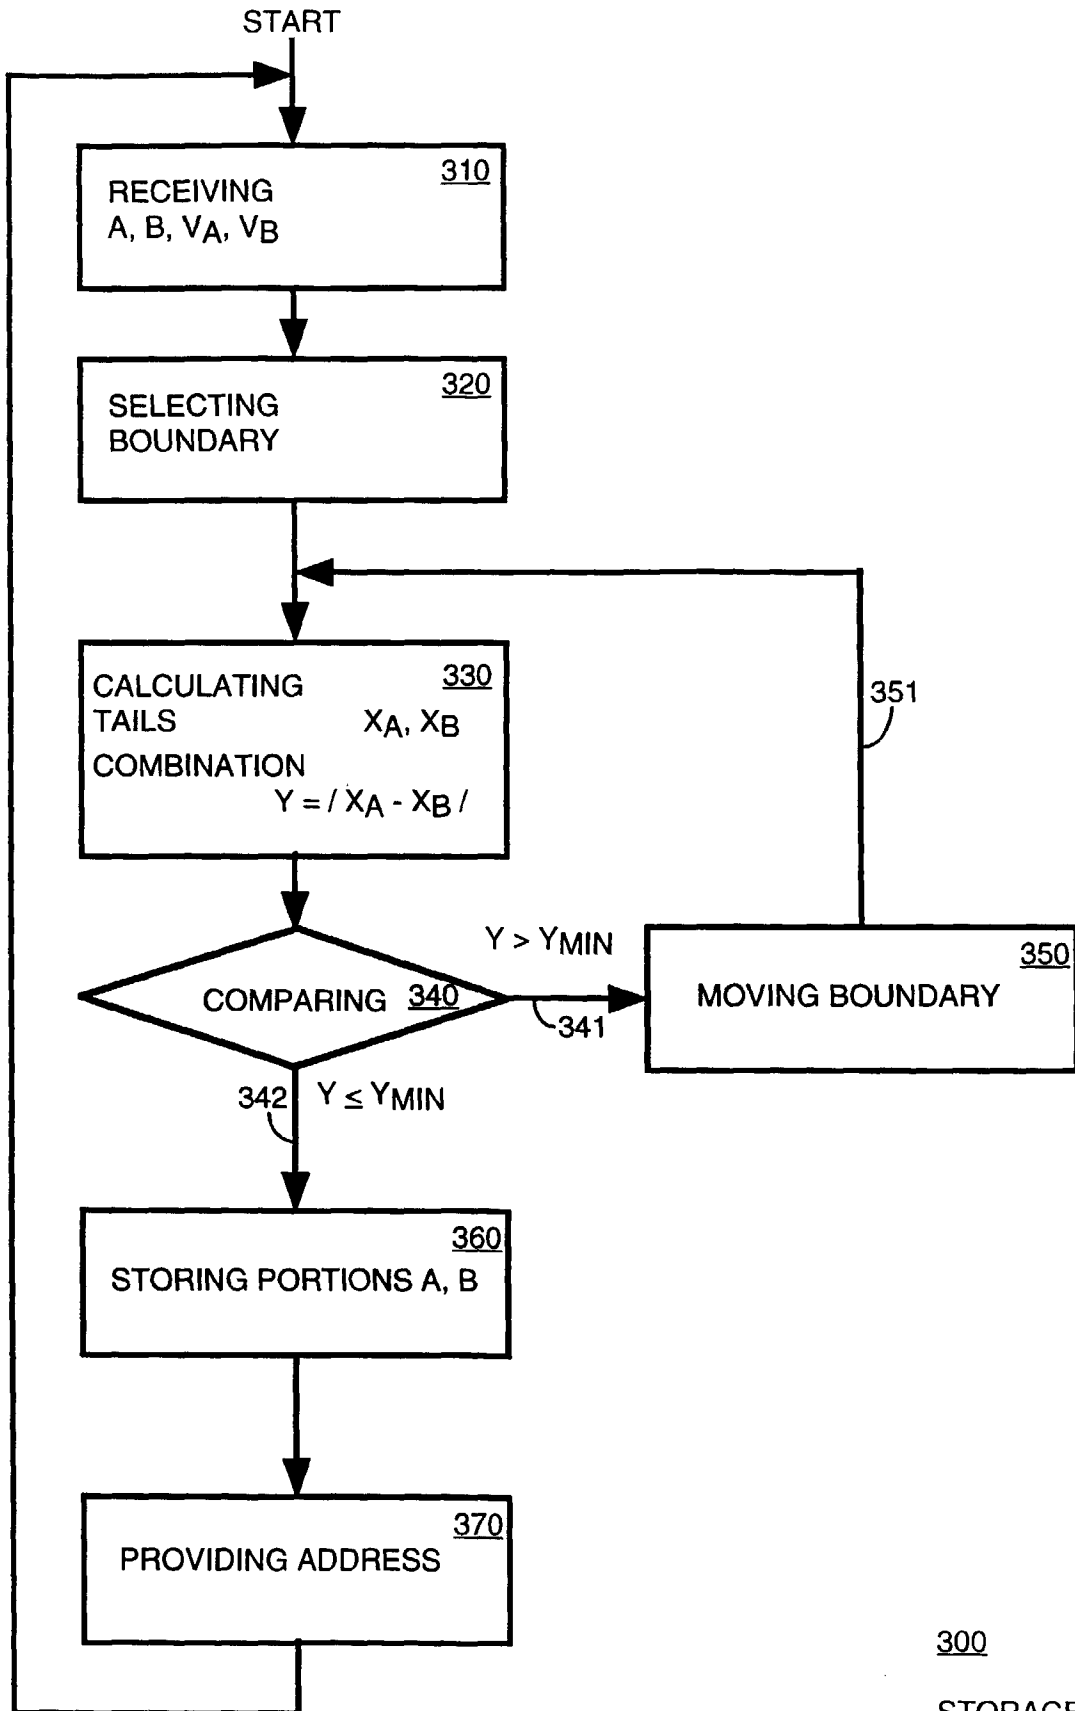 START
310
RECEIVING
A, B, VA, VB
320
SELECTING
BOUNDARY
330
CALCULATING
TAILS XA, XB
COMBINATION
Y = / XA - XB /
351
Y > YMIN
350
COMPARING 340
MOVING BOUNDARY
341
342 Y ≤ YMIN
360
STORING PORTIONS A, B
370
PROVIDING ADDRESS
300
STORAGE